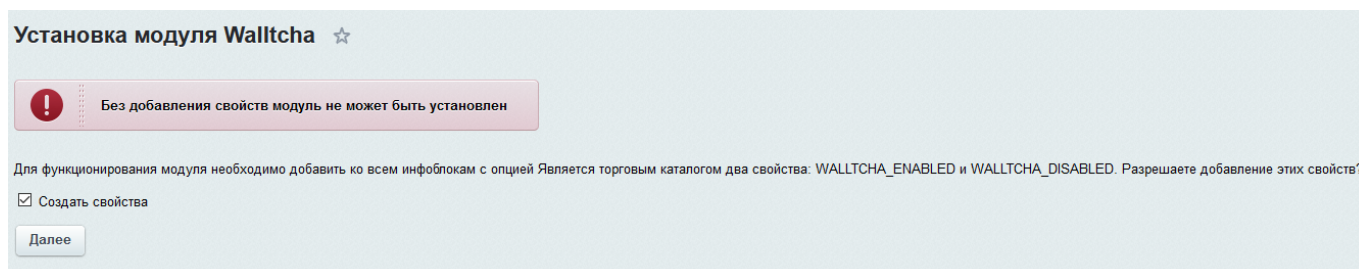 Установка модуля Walltcha
Без добавления свойств модуль не может быть установлен
Для функционирования модуля необходимо добавить ко всем инфоблокам с опцией Является торговым каталогом два свойства: WALLTCHA_ENABLED и WALLTCHA_DISABLED. Разрешаете добавление этих свойств?
Создать свойства
Далее